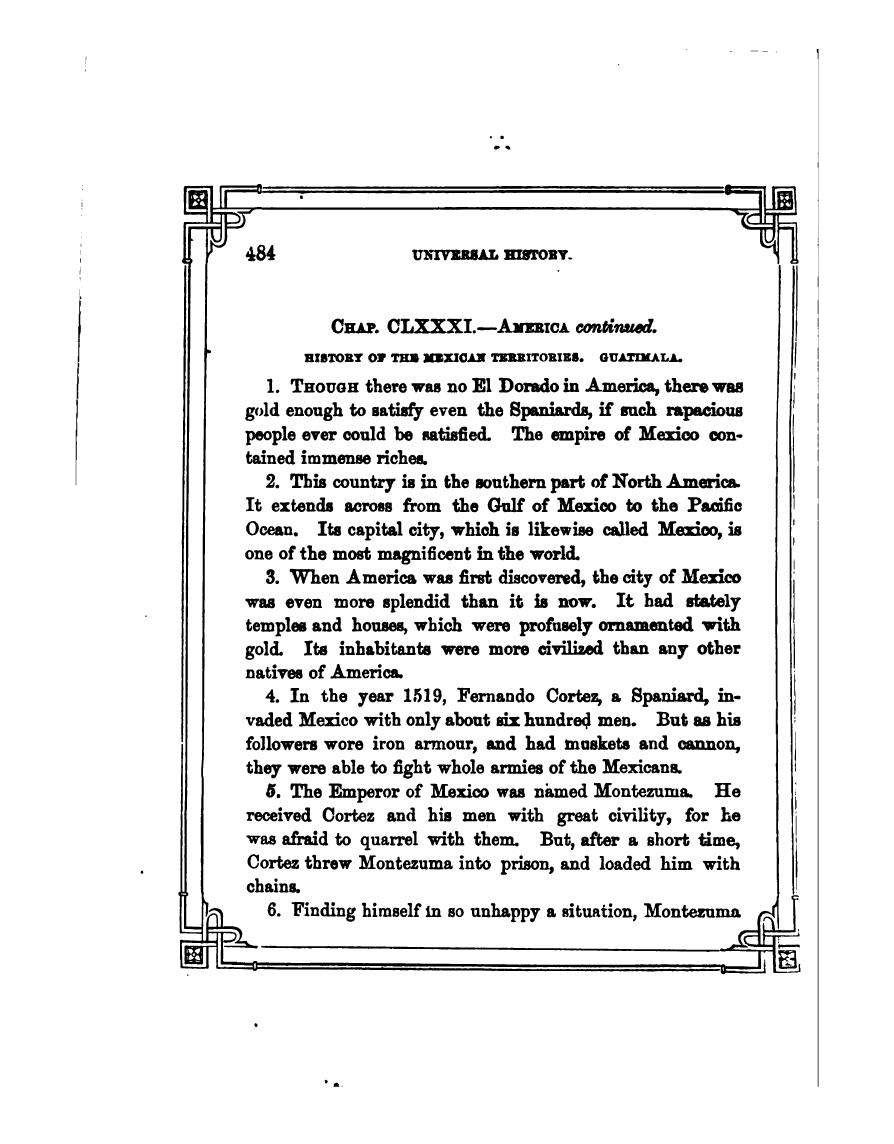 484 UNIVERSAL HISTORY.
CHAP. CLXXXI.—AMERICA continued.
HISTORY OF THE MEXICAN TERRITORIES. GUATIMALA.
1. THOUGH there was no El Dorado in America, there was
gold enough to satisfy even the Spaniards, if such rapacious
people ever could be satisfied. The empire of Mexico con-
tained immense riches.
2. This country is in the southern part of North America.
It extends across from the Gulf of Mexico to the Pacific
Ocean. Its capital city, which is likewise called Mexico, is
one of the most magnificent in the world.
3. When America was first discovered, the city of Mexico
was even more splendid than it is now. It had stately
temples and houses, which were profusely ornamented with
gold. Its inhabitants were more civilized than any other
natives of America.
4. In the year 1519, Fernando Cortez, a Spaniard, in-
vaded Mexico with only about six hundred men. But as his
followers wore iron armour, and had muskets and cannon,
they were able to fight whole armies of the Mexicans.
5. The Emperor of Mexico was named Montezuma. He
received Cortez and his men with great civility, for he
was afraid to quarrel with them. But, after a short time,
Cortez threw Montezuma into prison, and loaded him with
chains.
6. Finding himself in so unhappy a situation, Montezuma